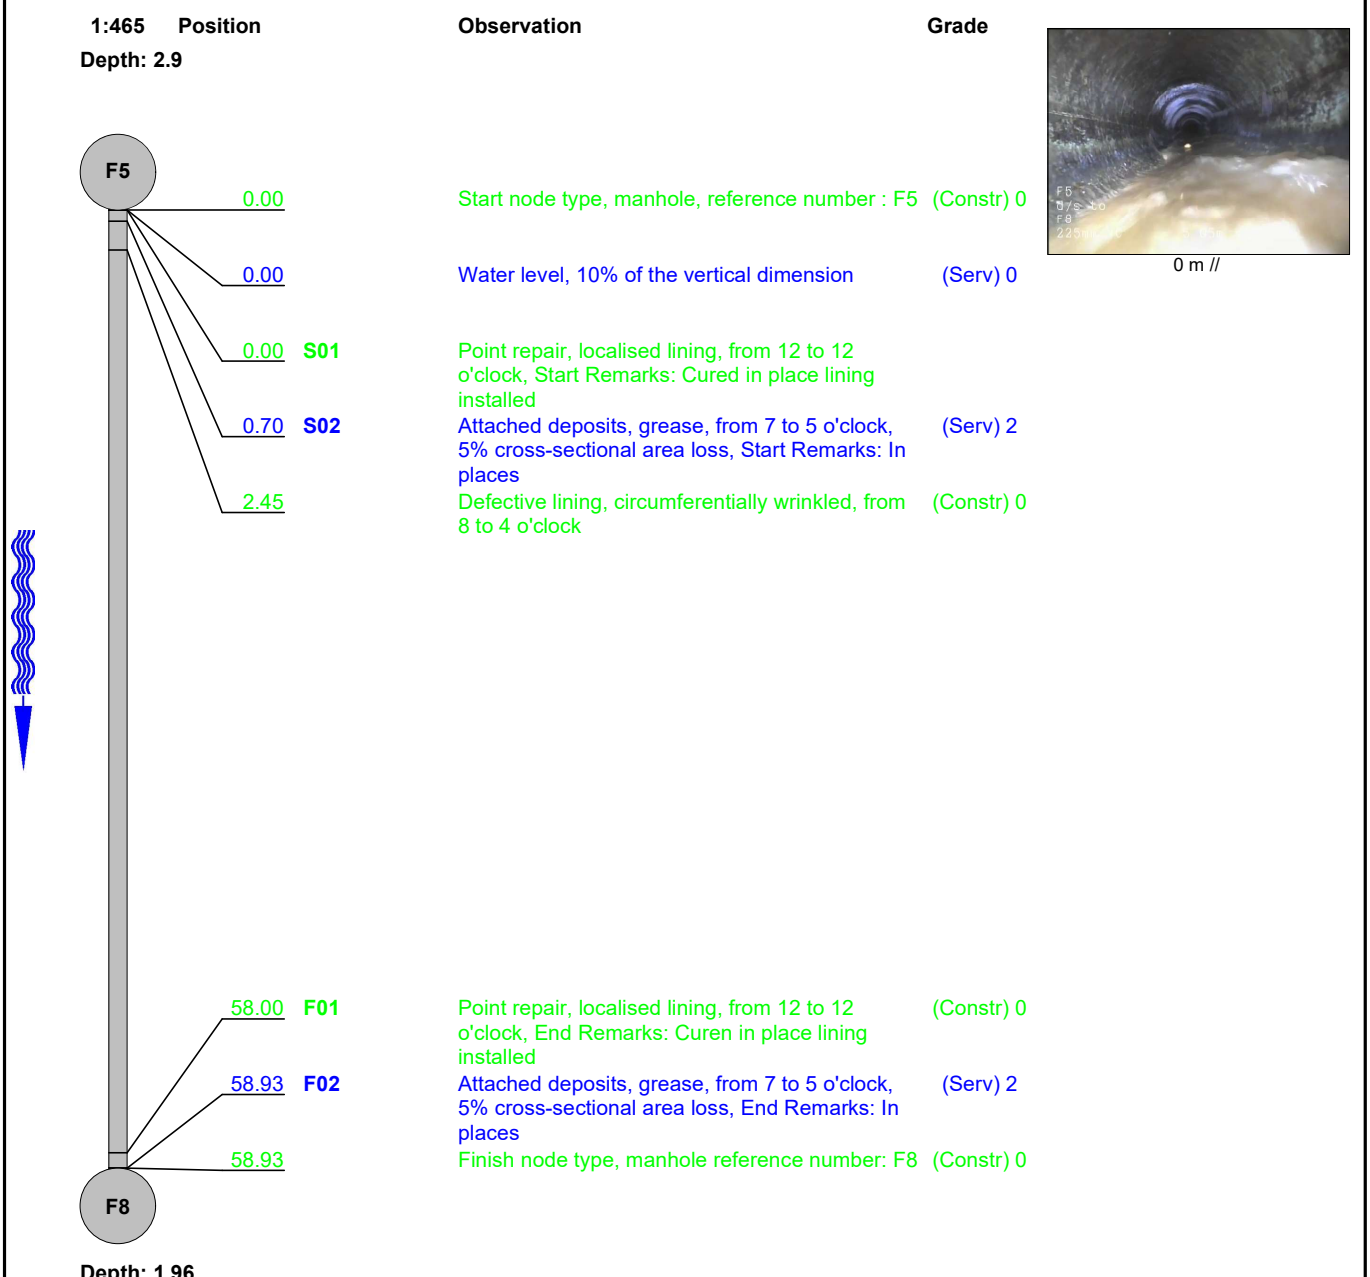 1:465 Position Observation Grade
Depth: 2.9
F5
0.00 Start node type, manhole, reference number : F5 (Constr) 0
F5
d/s to
F8
0 m //
0.00 Water level, 10% of the vertical dimension (Serv) 0
0.00 S01 Point repair, localised lining, from 12 to 12
o'clock, Start Remarks: Cured in place lining
installed
0.70 S02 Attached deposits, grease, from 7 to 5 o'clock, (Serv) 2
5% cross-sectional area loss, Start Remarks: In
places
2.45 Defective lining, circumferentially wrinkled, from (Constr) 0
8 to 4 o'clock
58.00 F01 Point repair, localised lining, from 12 to 12 (Constr) 0
o'clock, End Remarks: Curen in place lining
installed
58.93 F02 Attached deposits, grease, from 7 to 5 o'clock, (Serv) 2
5% cross-sectional area loss, End Remarks: In
places
58.93 Finish node type, manhole reference number: F8 (Constr) 0
F8
Depth: 1.96